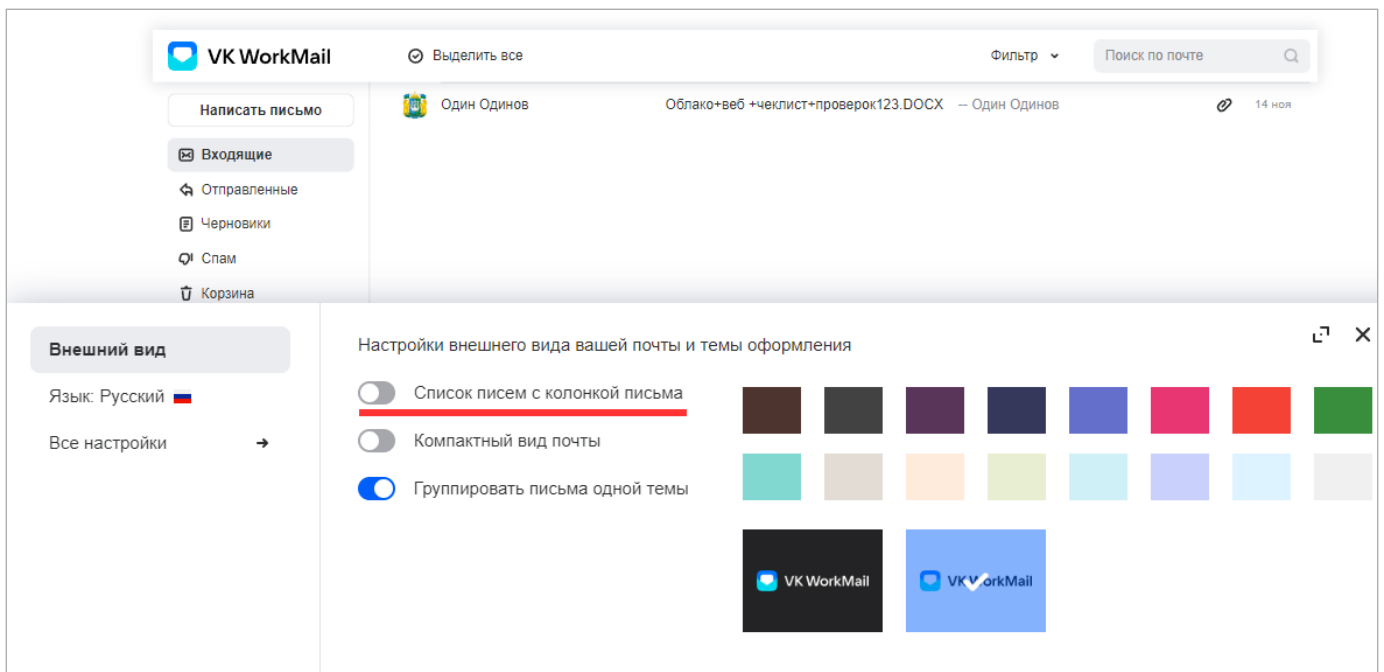 VK WorkMail
Выделить все
Фильтр
Поиск по почте
Написать письмо
Один Одинов Облако+веб +чеклист+проверок123.DOCX -- Один Одинов 14 ноя
Входящие
Отправленные
Черновики
Спам
Корзина
Внешний вид
Язык: Русский
Все настройки
Настройки внешнего вида вашей почты и темы оформления
Список писем с колонкой письма
Компактный вид почты
Группировать письма одной темы
VK WorkMail
VK WorkMail